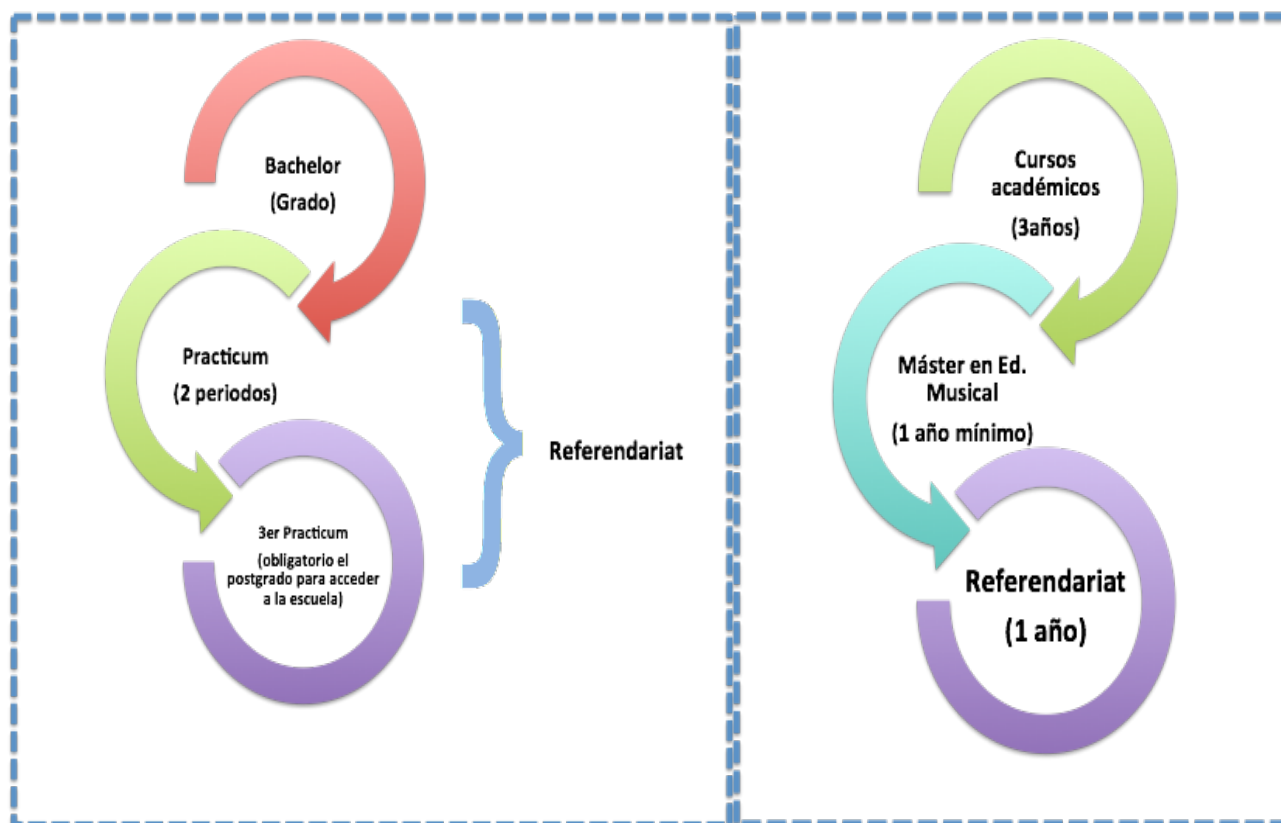 Bachelor
(Grado)
Practicum
(2 periodos)
3er Practicum
(obligatorio el
postgrado para acceder
a la escuela)
Referendariat
Cursos
académicos
(3años)
Máster en Ed.
Musical
(1 año mínimo)
Referendariat
(1 año)